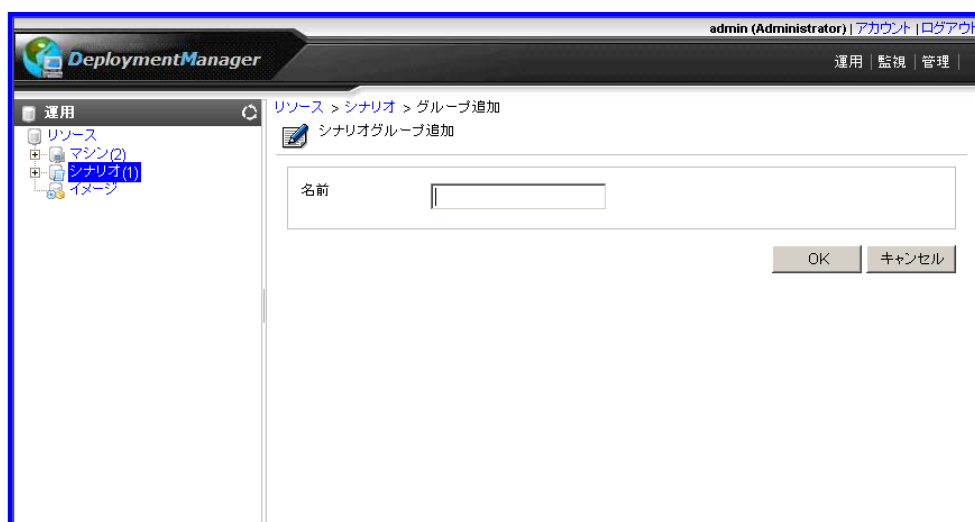 admin (Administrator) | アカウント | ログアウト
DeploymentManager
運用 | 監視 | 管理 |
運用
リソース > シナリオ > グループ追加
シナリオグループ追加
リソース
マシン(2)
シナリオ(1)
イメージ
名前
OK キャンセル